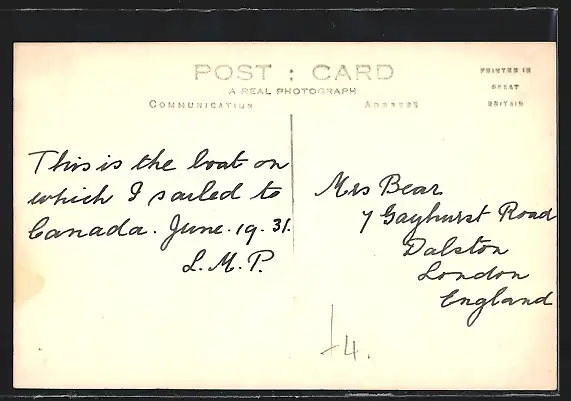 POST : CARD
A REAL PHOTOGRAPH
COMMUNICATION
ADDRESS
PRINTED IN
GREAT
BRITAIN
This is the boat on
which I sailed to
Canada. June. 19. 31.
L. M. P.
Mrs Bear
7 Gayhurst Road
Dalston
London
England
4.